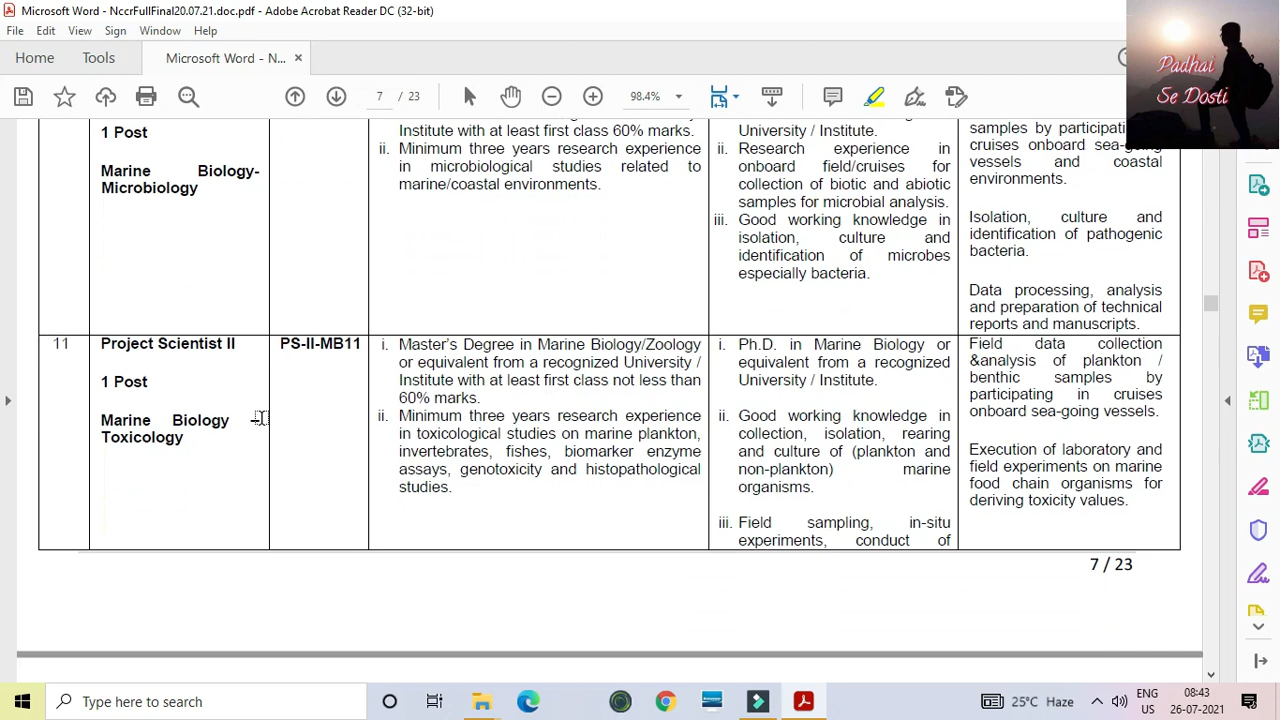 Microsoft Word - NccrFullFinal20.07.21.doc.pdf - Adobe Acrobat Reader DC (32-bit)
File Edit View Sign Window Help
Home Tools Microsoft Word - N... ×
7 / 23 98.4%
Padhai
Se Dosti
1 Post
Marine Biology-
Microbiology
Institute with at least first class 60% marks.
ii. Minimum three years research experience
in microbiological studies related to
marine/coastal environments.
University / Institute.
ii. Research experience in
onboard field/cruises for
collection of biotic and abiotic
samples for microbial analysis.
iii. Good working knowledge in
isolation, culture and
identification of microbes
especially bacteria.
samples by participati
cruises onboard sea-going
vessels and coastal
environments.
Isolation, culture and
identification of pathogenic
bacteria.
Data processing, analysis
and preparation of technical
reports and manuscripts.
11
Project Scientist II
1 Post
Marine Biology –
Toxicology
PS-II-MB11
i. Master's Degree in Marine Biology/Zoology
or equivalent from a recognized University /
Institute with at least first class not less than
60% marks.
ii. Minimum three years research experience
in toxicological studies on marine plankton,
invertebrates, fishes, biomarker enzyme
assays, genotoxicity and histopathological
studies.
i. Ph.D. in Marine Biology or
equivalent from a recognized
University / Institute.
ii. Good working knowledge in
collection, isolation, rearing
and culture of (plankton and
non-plankton) marine
organisms.
iii. Field sampling, in-situ
experiments, conduct of
Field data collection
&analysis of plankton /
benthic samples by
participating in cruises
onboard sea-going vessels.
Execution of laboratory and
field experiments on marine
food chain organisms for
deriving toxicity values.
7 / 23
Type here to search
25°C Haze
ENG
IN
08:43
26-07-2021